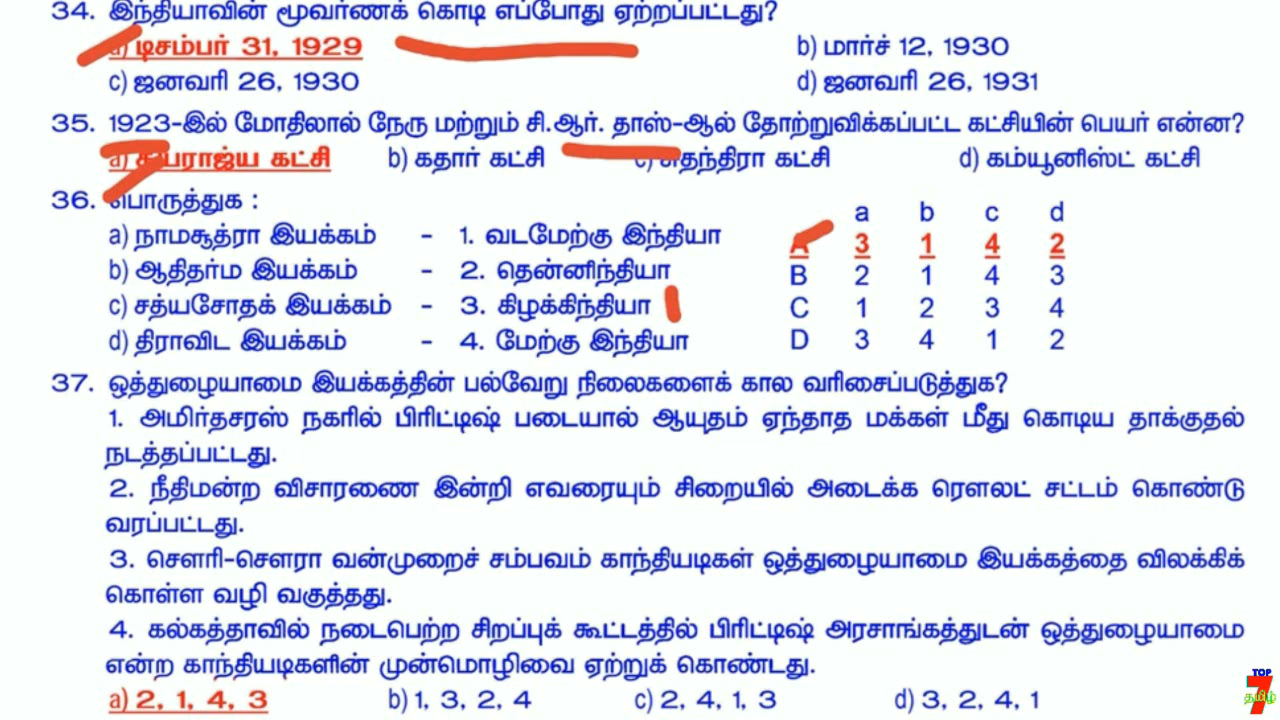 34. இந்தியாவின் மூவர்ணக் கொடி எப்போது ஏற்றப்பட்டது?
a) டிசம்பர் 31, 1929 b) மார்ச் 12, 1930
c) ஜனவரி 26, 1930 d) ஜனவரி 26, 1931
35. 1923-இல் மோதிலால் நேரு மற்றும் சி.ஆர். தாஸ்-ஆல் தோற்றுவிக்கப்பட்ட கட்சியின் பெயர் என்ன?
a) சுயராஜ்ய கட்சி b) கதார் கட்சி c) சுதந்திரா கட்சி d) கம்யூனிஸ்ட் கட்சி
36. பொருத்துக :
a b c d
a) நாமசூத்ரா இயக்கம் - 1. வடமேற்கு இந்தியா A 3 1 4 2
b) ஆதிதர்ம இயக்கம் - 2. தென்னிந்தியா B 2 1 4 3
c) சத்யசோதக் இயக்கம் - 3. கிழக்கிந்தியா C 1 2 3 4
d) திராவிட இயக்கம் - 4. மேற்கு இந்தியா D 3 4 1 2
37. ஒத்துழையாமை இயக்கத்தின் பல்வேறு நிலைகளைக் கால வரிசைப்படுத்துக?
1. அமிர்தசரஸ் நகரில் பிரிட்டிஷ் படையால் ஆயுதம் ஏந்தாத மக்கள் மீது கொடிய தாக்குதல்
நடத்தப்பட்டது.
2. நீதிமன்ற விசாரணை இன்றி எவரையும் சிறையில் அடைக்க ரௌலட் சட்டம் கொண்டு
வரப்பட்டது.
3. சௌரி-சௌரா வன்முறைச் சம்பவம் காந்தியடிகள் ஒத்துழையாமை இயக்கத்தை விலக்கிக்
கொள்ள வழி வகுத்தது.
4. கல்கத்தாவில் நடைபெற்ற சிறப்புக் கூட்டத்தில் பிரிட்டிஷ் அரசாங்கத்துடன் ஒத்துழையாமை
என்ற காந்தியடிகளின் முன்மொழிவை ஏற்றுக் கொண்டது.
a) 2, 1, 4, 3 b) 1, 3, 2, 4 c) 2, 4, 1, 3 d) 3, 2, 4, 1
TOP
7
தமிழ்